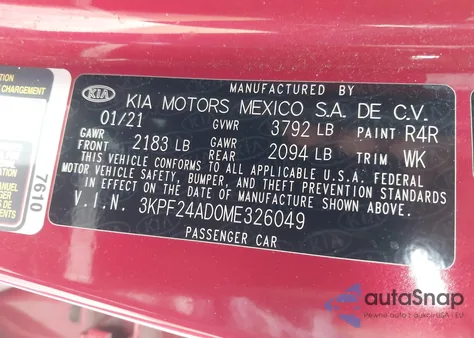 MANUFACTURED BY
KIA KIA MOTORS MEXICO S.A. DE C.V.
01/21 GVWR 3792 LB PAINT R4R
GAWR FRONT 2183 LB GAWR REAR 2094 LB TRIM WK
THIS VEHICLE CONFORMS TO ALL APPLICABLE U.S.A. FEDERAL
MOTOR VEHICLE SAFETY, BUMPER, AND THEFT PREVENTION STANDARDS
IN EFFECT ON THE DATE OF MANUFACTURE SHOWN ABOVE.
V.I.N. 3KPF24AD0ME326049
PASSENGER CAR
7610
autoSnap